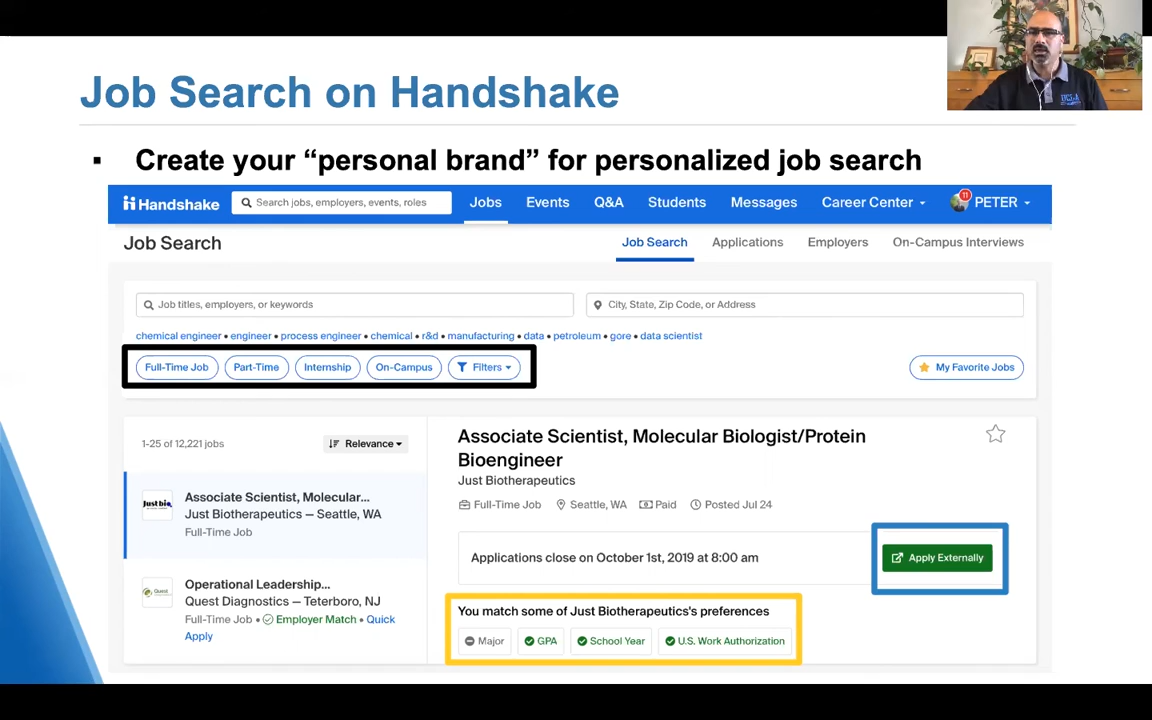 Job Search on Handshake
▪ Create your “personal brand” for personalized job search
Handshake Search jobs, employers, events, roles Jobs Events Q&A Students Messages Career Center 11 PETER
Job Search Job Search Applications Employers On-Campus Interviews
Job titles, employers, or keywords City, State, Zip Code, or Address
chemical engineer • engineer • process engineer • chemical • r&d • manufacturing • data • petroleum • gore • data scientist
Full-Time Job Part-Time Internship On-Campus Filters My Favorite Jobs
1-25 of 12,221 jobs Relevance
Just bio
Associate Scientist, Molecular...
Just Biotherapeutics — Seattle, WA
Full-Time Job
Quest
Operational Leadership...
Quest Diagnostics — Teterboro, NJ
Full-Time Job • Employer Match • Quick
Apply
Associate Scientist, Molecular Biologist/Protein
Bioengineer
Just Biotherapeutics
Full-Time Job Seattle, WA Paid Posted Jul 24
Applications close on October 1st, 2019 at 8:00 am Apply Externally
You match some of Just Biotherapeutics's preferences
Major GPA School Year U.S. Work Authorization
UCLA